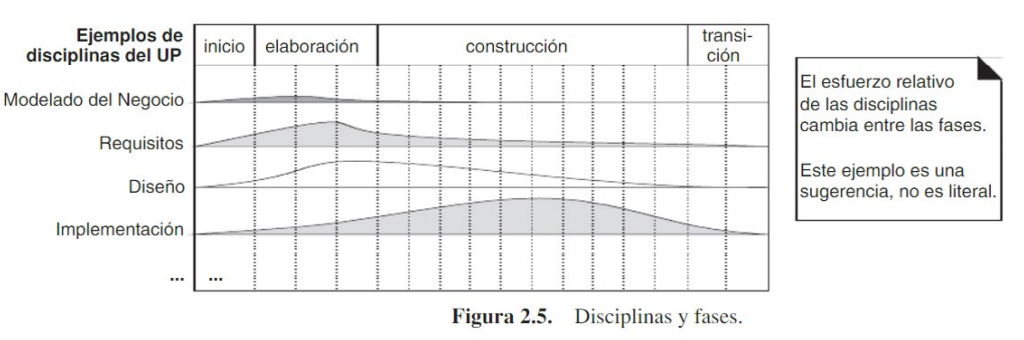 Ejemplos de
disciplinas del UP
inicio
elaboración
construcción
transi-
ción
Modelado del Negocio
Requisitos
Diseño
Implementación
... ...
El esfuerzo relativo
de las disciplinas
cambia entre las fases.
Este ejemplo es una
sugerencia, no es literal.
Figura 2.5. Disciplinas y fases.